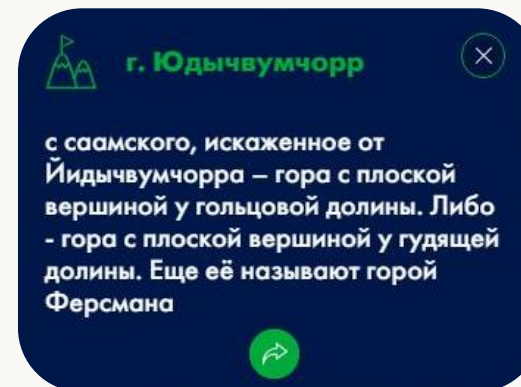 г. Юдычвумчорр
с саамского, искаженное от
Йидычвумчорра – гора с плоской
вершиной у гольцовой долины. Либо
- гора с плоской вершиной у гудящей
долины. Еще её называют горой
Ферсмана